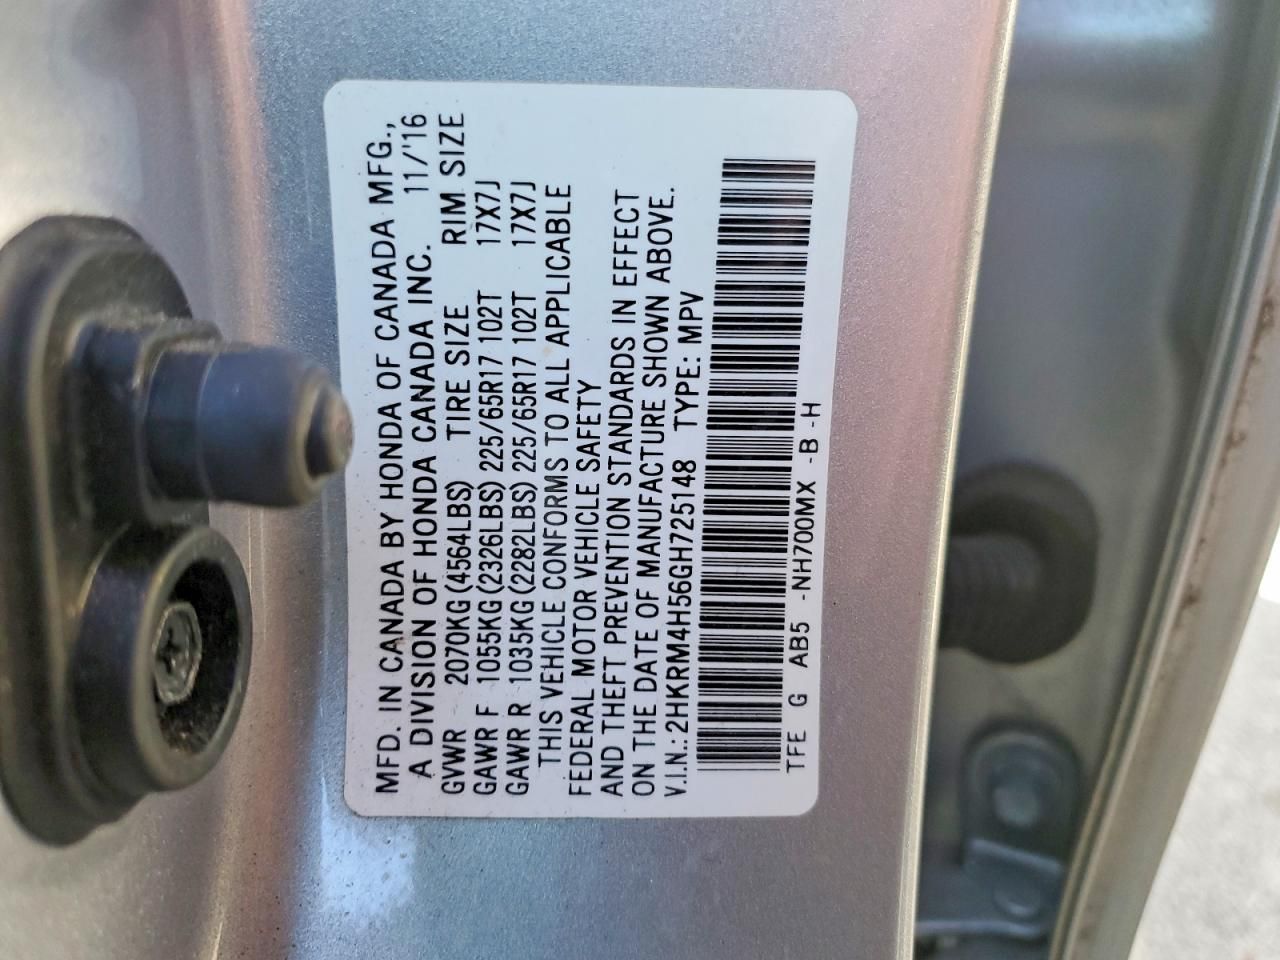 MFD. IN CANADA BY HONDA OF CANADA MFG.,
A DIVISION OF HONDA CANADA INC. 11/'16
GVWR 2070KG (4564LBS) TIRE SIZE RIM SIZE
GAWR F 1055KG (2326LBS) 225/65R17 102T 17X7J
GAWR R 1035KG (2282LBS) 225/65R17 102T 17X7J
THIS VEHICLE CONFORMS TO ALL APPLICABLE
FEDERAL MOTOR VEHICLE SAFETY
AND THEFT PREVENTION STANDARDS IN EFFECT
ON THE DATE OF MANUFACTURE SHOWN ABOVE.
V.I.N.: 2HKRM4H56GH725148 TYPE: MPV
TFE G AB5 -NH700MX -B -H